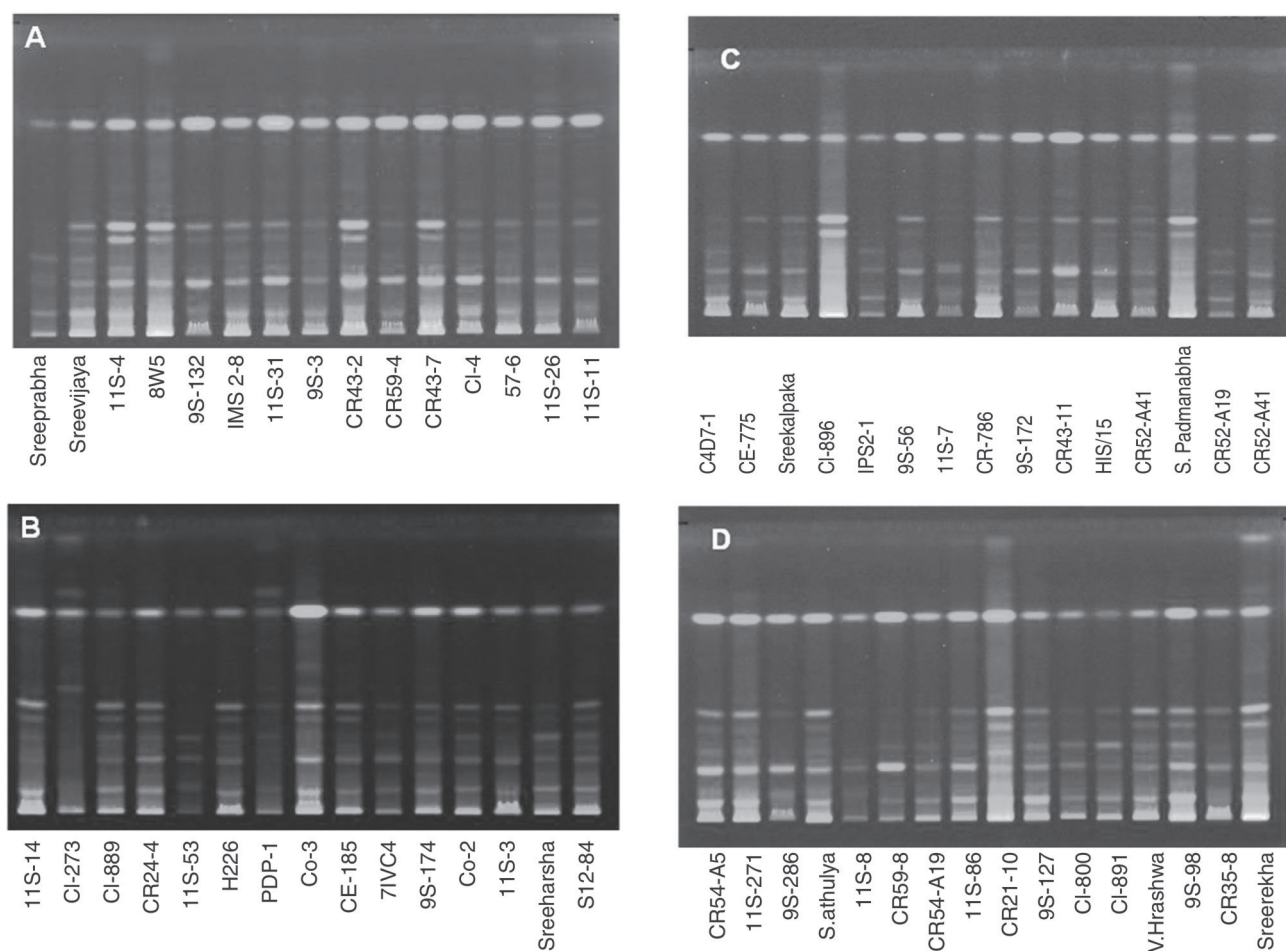 A
Sreeprabha
Sreevijaya
11S-4
8W5
9S-132
IMS 2-8
11S-31
9S-3
CR43-2
CR59-4
CR43-7
CI-4
57-6
11S-26
11S-11
C
C4D7-1
CE-775
Sreekalpaka
CI-896
IPS2-1
9S-56
11S-7
CR-786
9S-172
CR43-11
HIS/15
CR52-A41
S. Padmanabha
CR52-A19
CR52-A41
B
11S-14
CI-273
CI-889
CR24-4
11S-53
H226
PDP-1
Co-3
CE-185
7IVC4
9S-174
Co-2
11S-3
Sreeharsha
S12-84
D
CR54-A5
11S-271
9S-286
S.athulya
11S-8
CR59-8
CR54-A19
11S-86
CR21-10
9S-127
CI-800
CI-891
V.Hrashwa
9S-98
CR35-8
Sreerekha